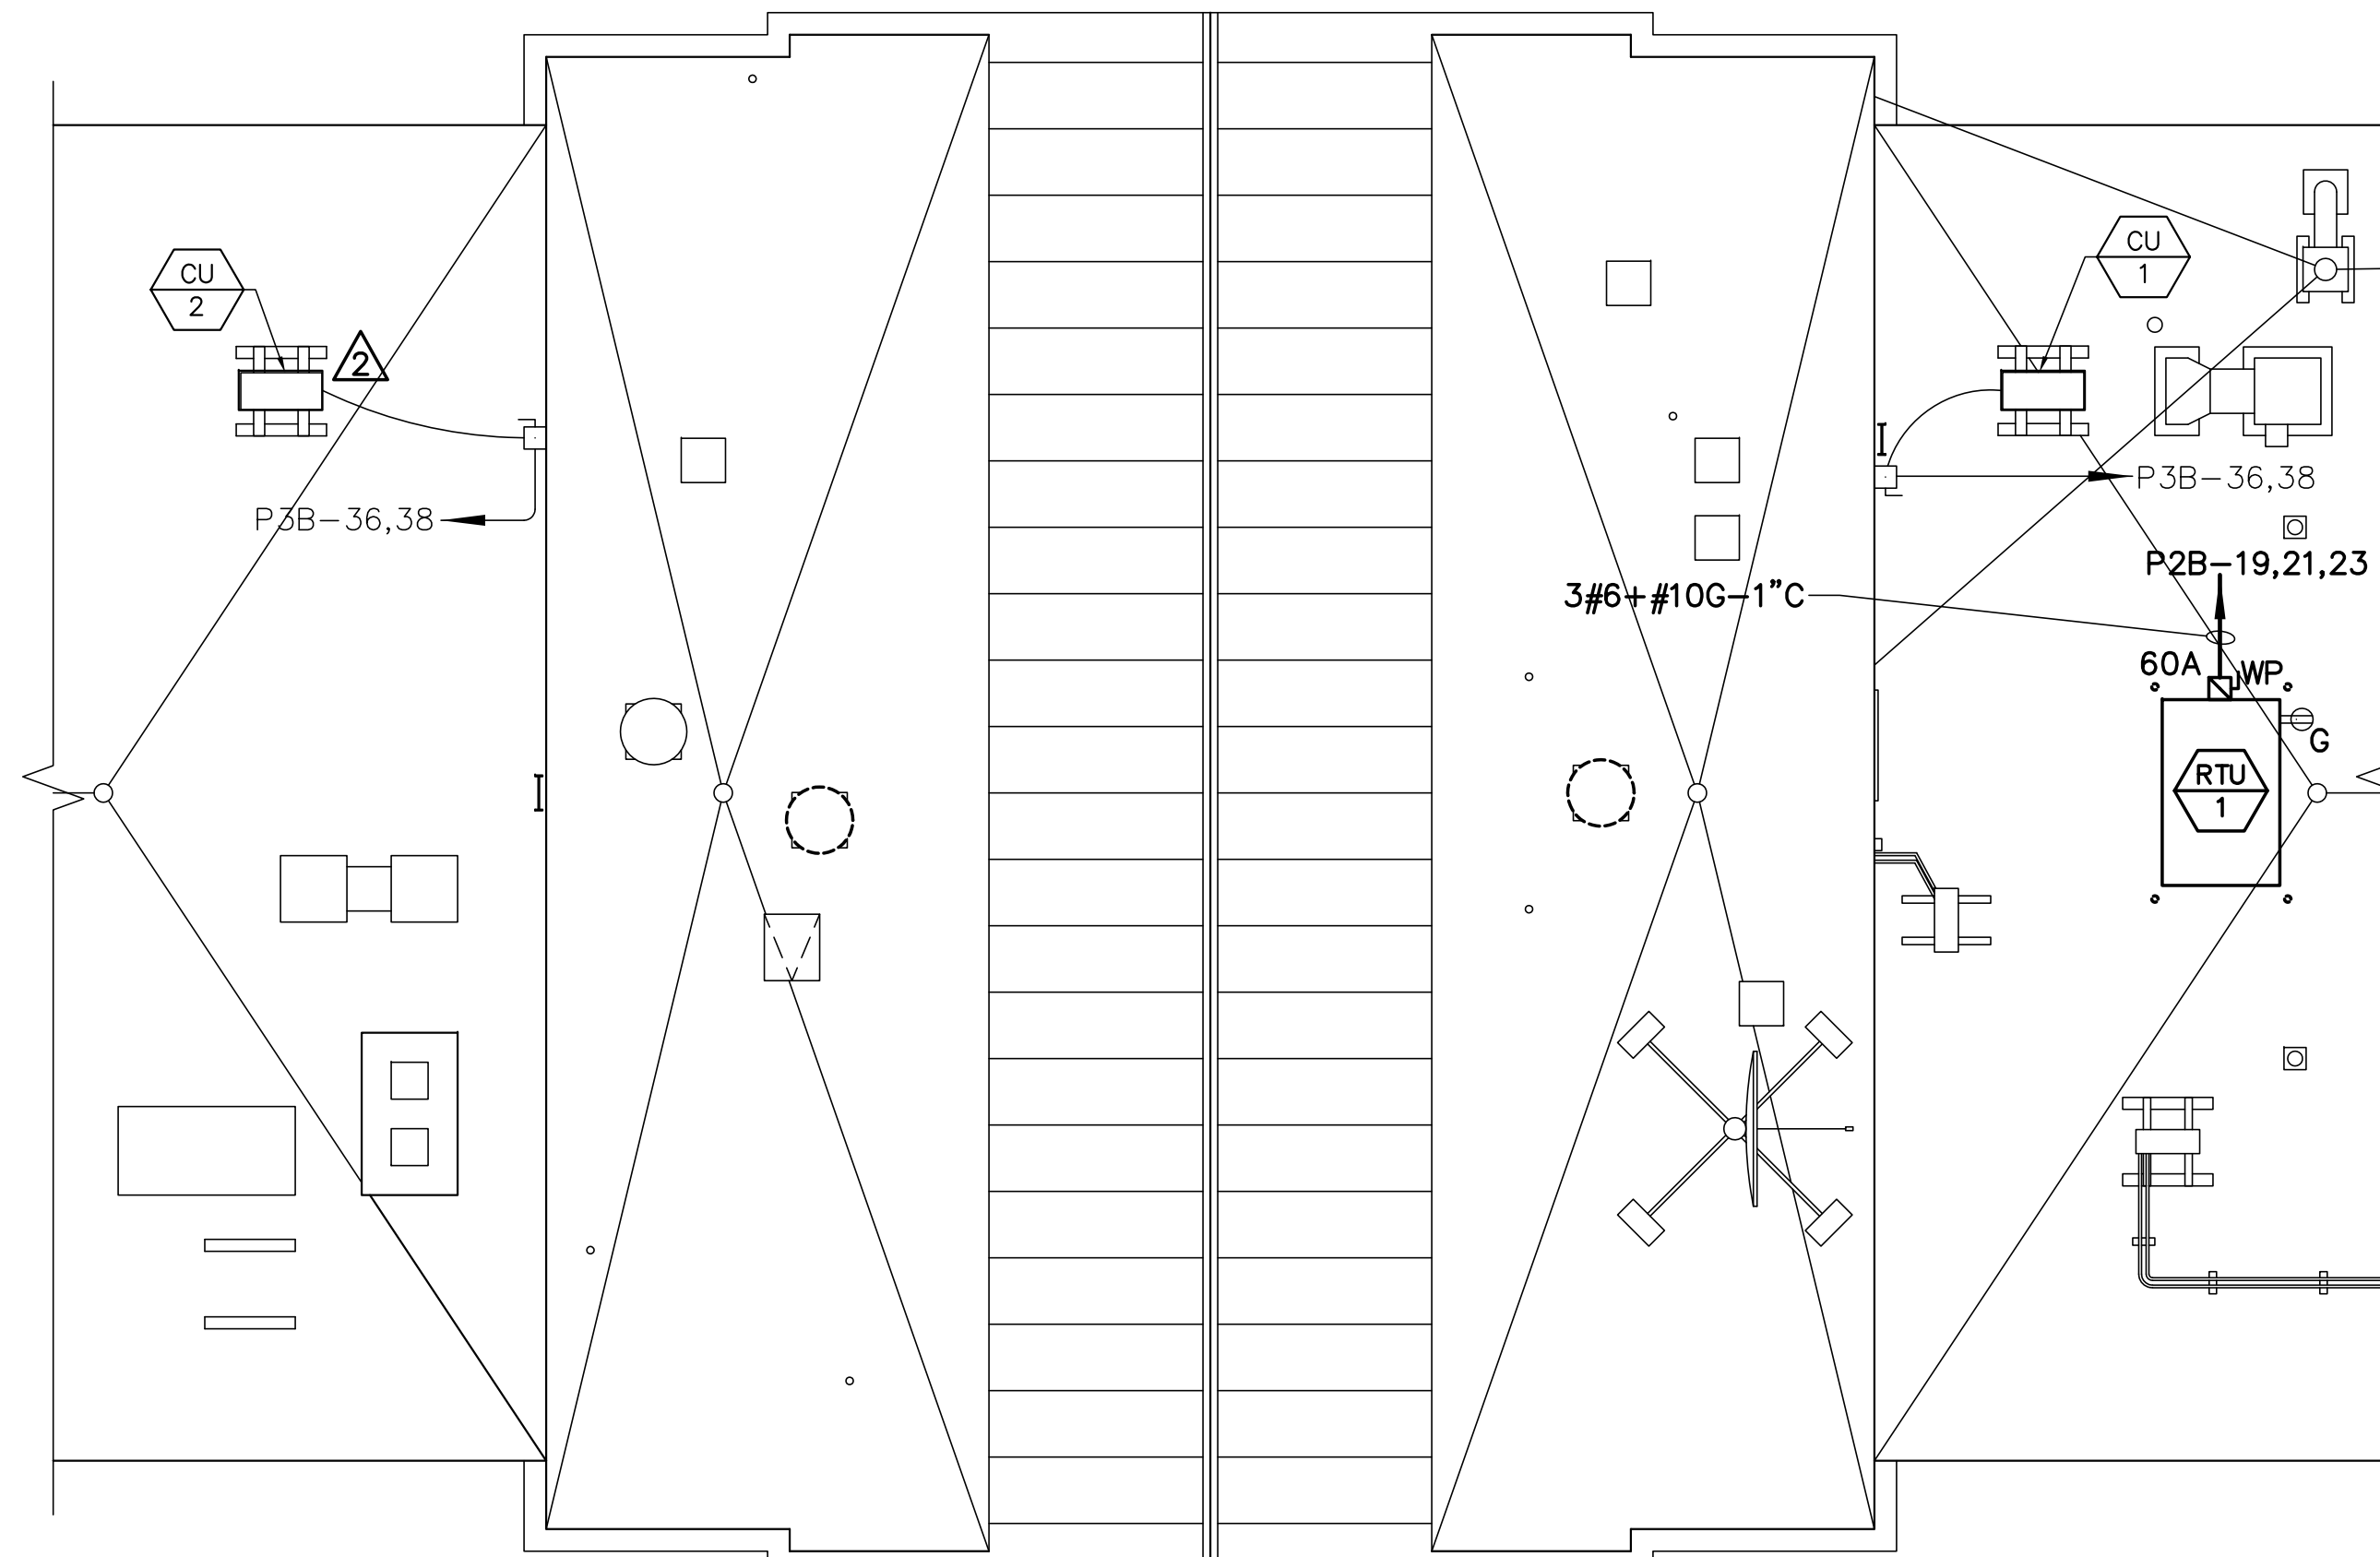 CU
2
2
P3B-36,38
CU
1
P3B-36,38
P2B-19,21,23
3#6+#10G-1"C
60A
WP
G
RTU
1